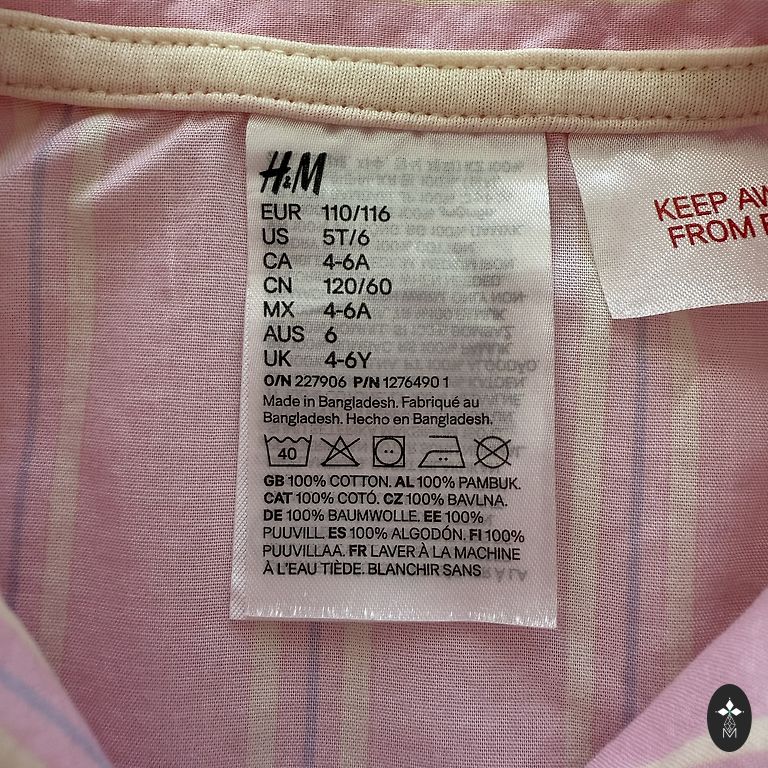 H&M
EUR 110/116
US 5T/6
CA 4-6A
CN 120/60
MX 4-6A
AUS 6
UK 4-6Y
O/N 227906 P/N 1276490 1
Made in Bangladesh. Fabriqué au
Bangladesh. Hecho en Bangladesh.
40
GB 100% COTTON. AL 100% PAMBUK.
CAT 100% COTÓ. CZ 100% BAVLNA.
DE 100% BAUMWOLLE. EE 100%
PUUVILL. ES 100% ALGODÓN. FI 100%
PUUVILLAA. FR LAVER À LA MACHINE
À L'EAU TIÈDE. BLANCHIR SANS
KEEP
FROM